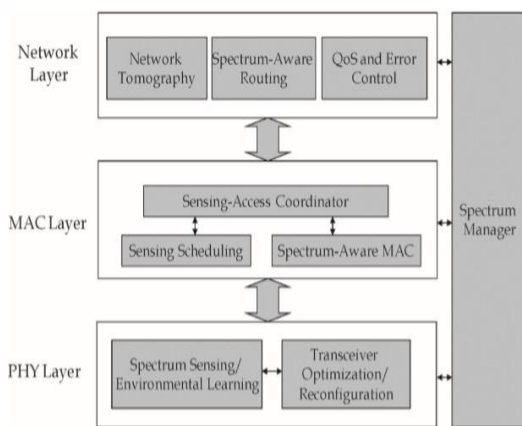 Network
Layer
Network
Tomography
Spectrum-Aware
Routing
QoS and Error
Control
MAC Layer
Sensing-Access Coordinator
Sensing Scheduling
Spectrum-Aware MAC
Spectrum
Manager
PHY Layer
Spectrum Sensing/
Environmental Learning
Transceiver
Optimization/
Reconfiguration